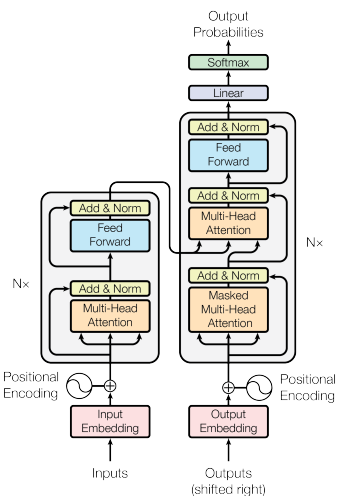 Output
Probabilities
Softmax
Linear
Add & Norm
Feed
Forward
Add & Norm
Multi-Head
Attention
Add & Norm
Masked
Multi-Head
Attention
N×
Add & Norm
Feed
Forward
Add & Norm
Multi-Head
Attention
N×
Positional
Encoding
Positional
Encoding
Input
Embedding
Output
Embedding
Inputs
Outputs
(shifted right)